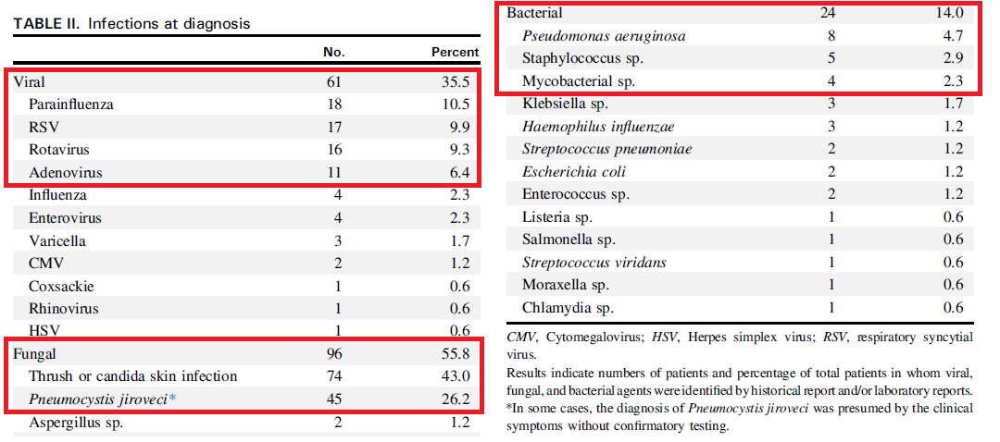 TABLE II. Infections at diagnosis
No. Percent
Viral 61 35.5
Parainfluenza 18 10.5
RSV 17 9.9
Rotavirus 16 9.3
Adenovirus 11 6.4
Influenza 4 2.3
Enterovirus 4 2.3
Varicella 3 1.7
CMV 2 1.2
Coxsackie 1 0.6
Rhinovirus 1 0.6
HSV 1 0.6
Fungal 96 55.8
Thrush or candida skin infection 74 43.0
Pneumocystis jiroveci* 45 26.2
Aspergillus sp. 2 1.2
Bacterial 24 14.0
Pseudomonas aeruginosa 8 4.7
Staphylococcus sp. 5 2.9
Mycobacterial sp. 4 2.3
Klebsiella sp. 3 1.7
Haemophilus influenzae 3 1.2
Streptococcus pneumoniae 2 1.2
Escherichia coli 2 1.2
Enterococcus sp. 2 1.2
Listeria sp. 1 0.6
Salmonella sp. 1 0.6
Streptococcus viridans 1 0.6
Moraxella sp. 1 0.6
Chlamydia sp. 1 0.6
CMV, Cytomegalovirus; HSV, Herpes simplex virus; RSV, respiratory syncytial
virus.
Results indicate numbers of patients and percentage of total patients in whom viral,
fungal, and bacterial agents were identified by historical report and/or laboratory reports.
*In some cases, the diagnosis of Pneumocystis jiroveci was presumed by the clinical
symptoms without confirmatory testing.